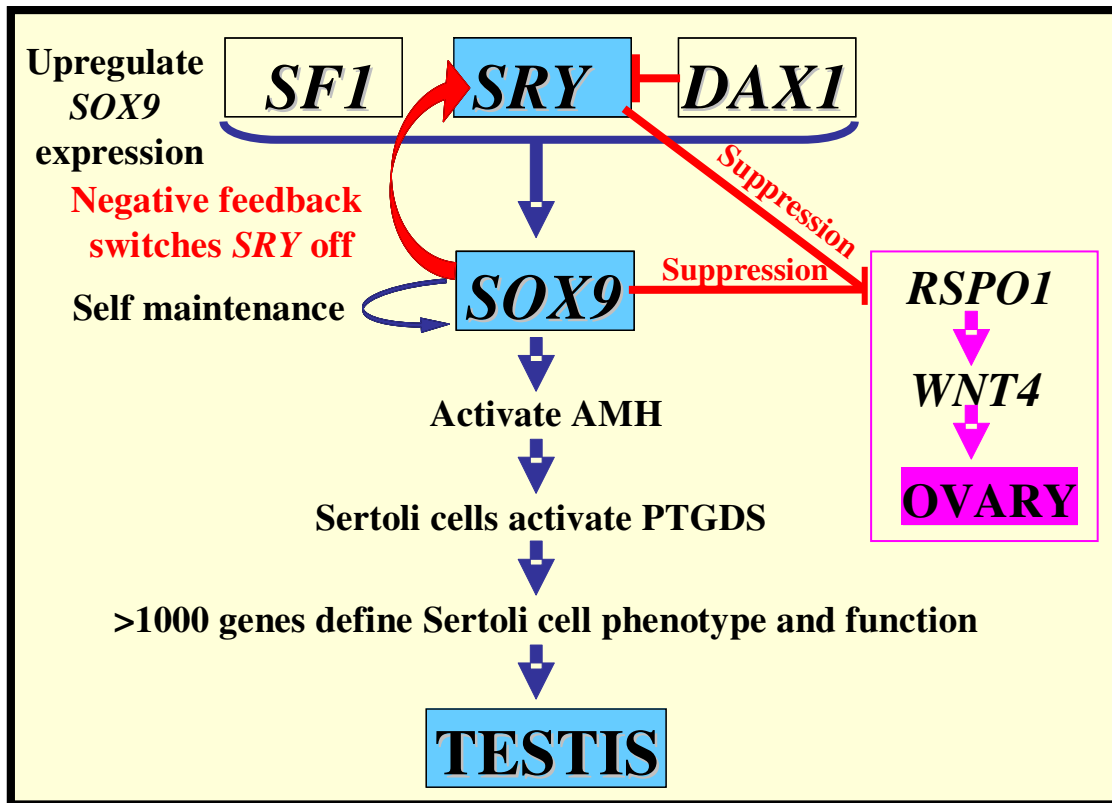 Upregulate
SOX9
expression
SF1
SRY
DAX1
Negative feedback
switches SRY off
Suppression
Suppression
Self maintenance
SOX9
RSPO1
WNT4
OVARY
Activate AMH
Sertoli cells activate PTGDS
>1000 genes define Sertoli cell phenotype and function
TESTIS